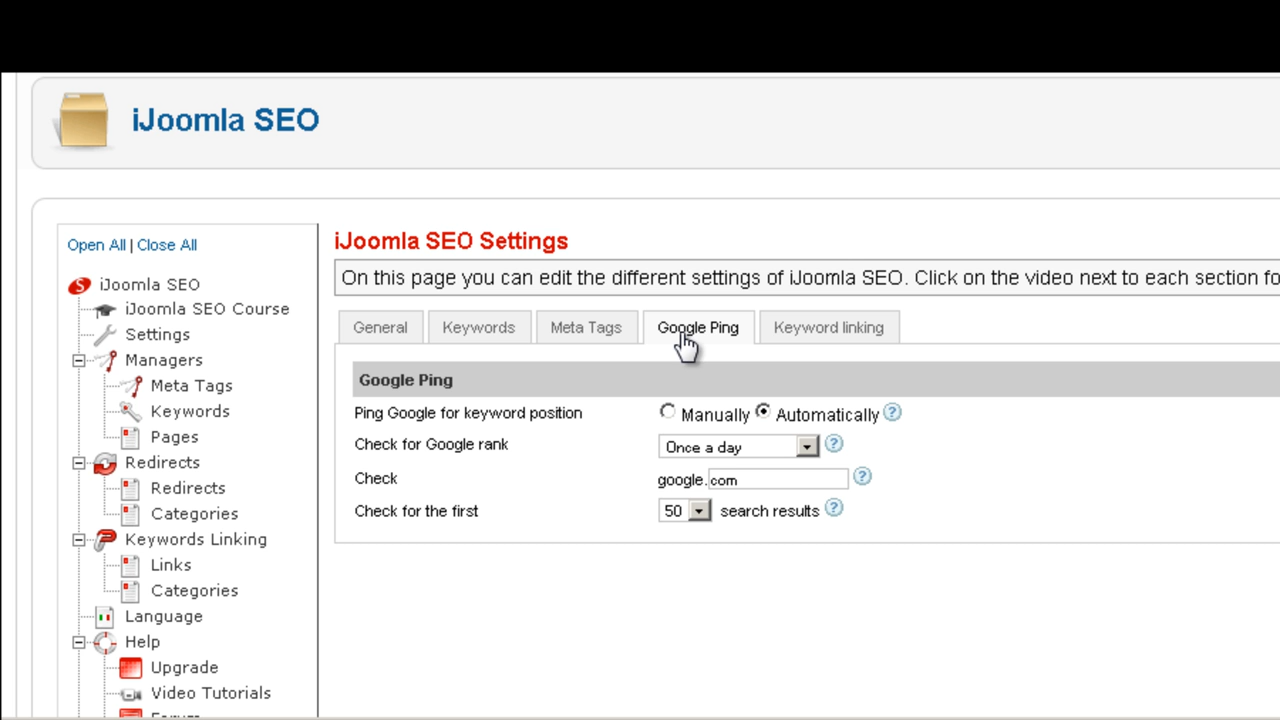 iJoomla SEO
Open All | Close All
iJoomla SEO
iJoomla SEO Course
Settings
Managers
Meta Tags
Keywords
Pages
Redirects
Redirects
Categories
Keywords Linking
Links
Categories
Language
Help
Upgrade
Video Tutorials
iJoomla SEO Settings
On this page you can edit the different settings of iJoomla SEO. Click on the video next to each section fo
General Keywords Meta Tags Google Ping Keyword linking
Google Ping
Ping Google for keyword position Manually Automatically ?
Check for Google rank Once a day ?
Check google. com ?
Check for the first 50 search results ?